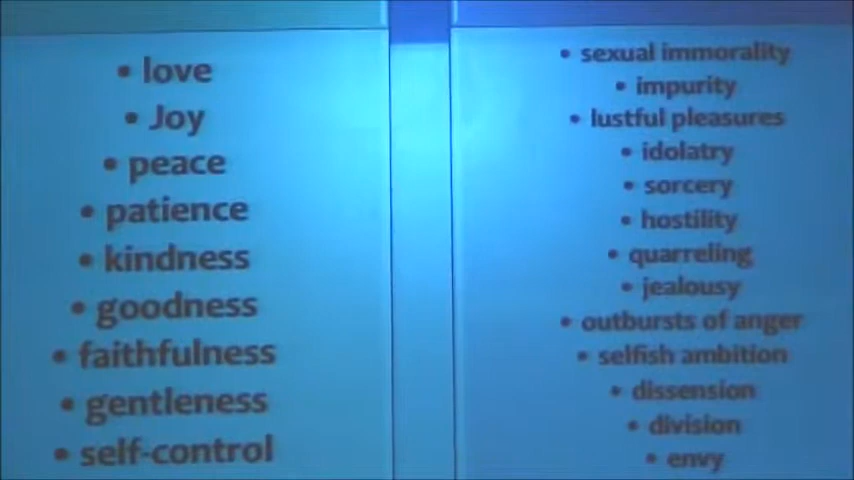 • love
• Joy
• peace
• patience
• kindness
• goodness
• faithfulness
• gentleness
• self-control
• sexual immorality
• impurity
• lustful pleasures
• idolatry
• sorcery
• hostility
• quarreling
• jealousy
• outbursts of anger
• selfish ambition
• dissension
• division
• envy